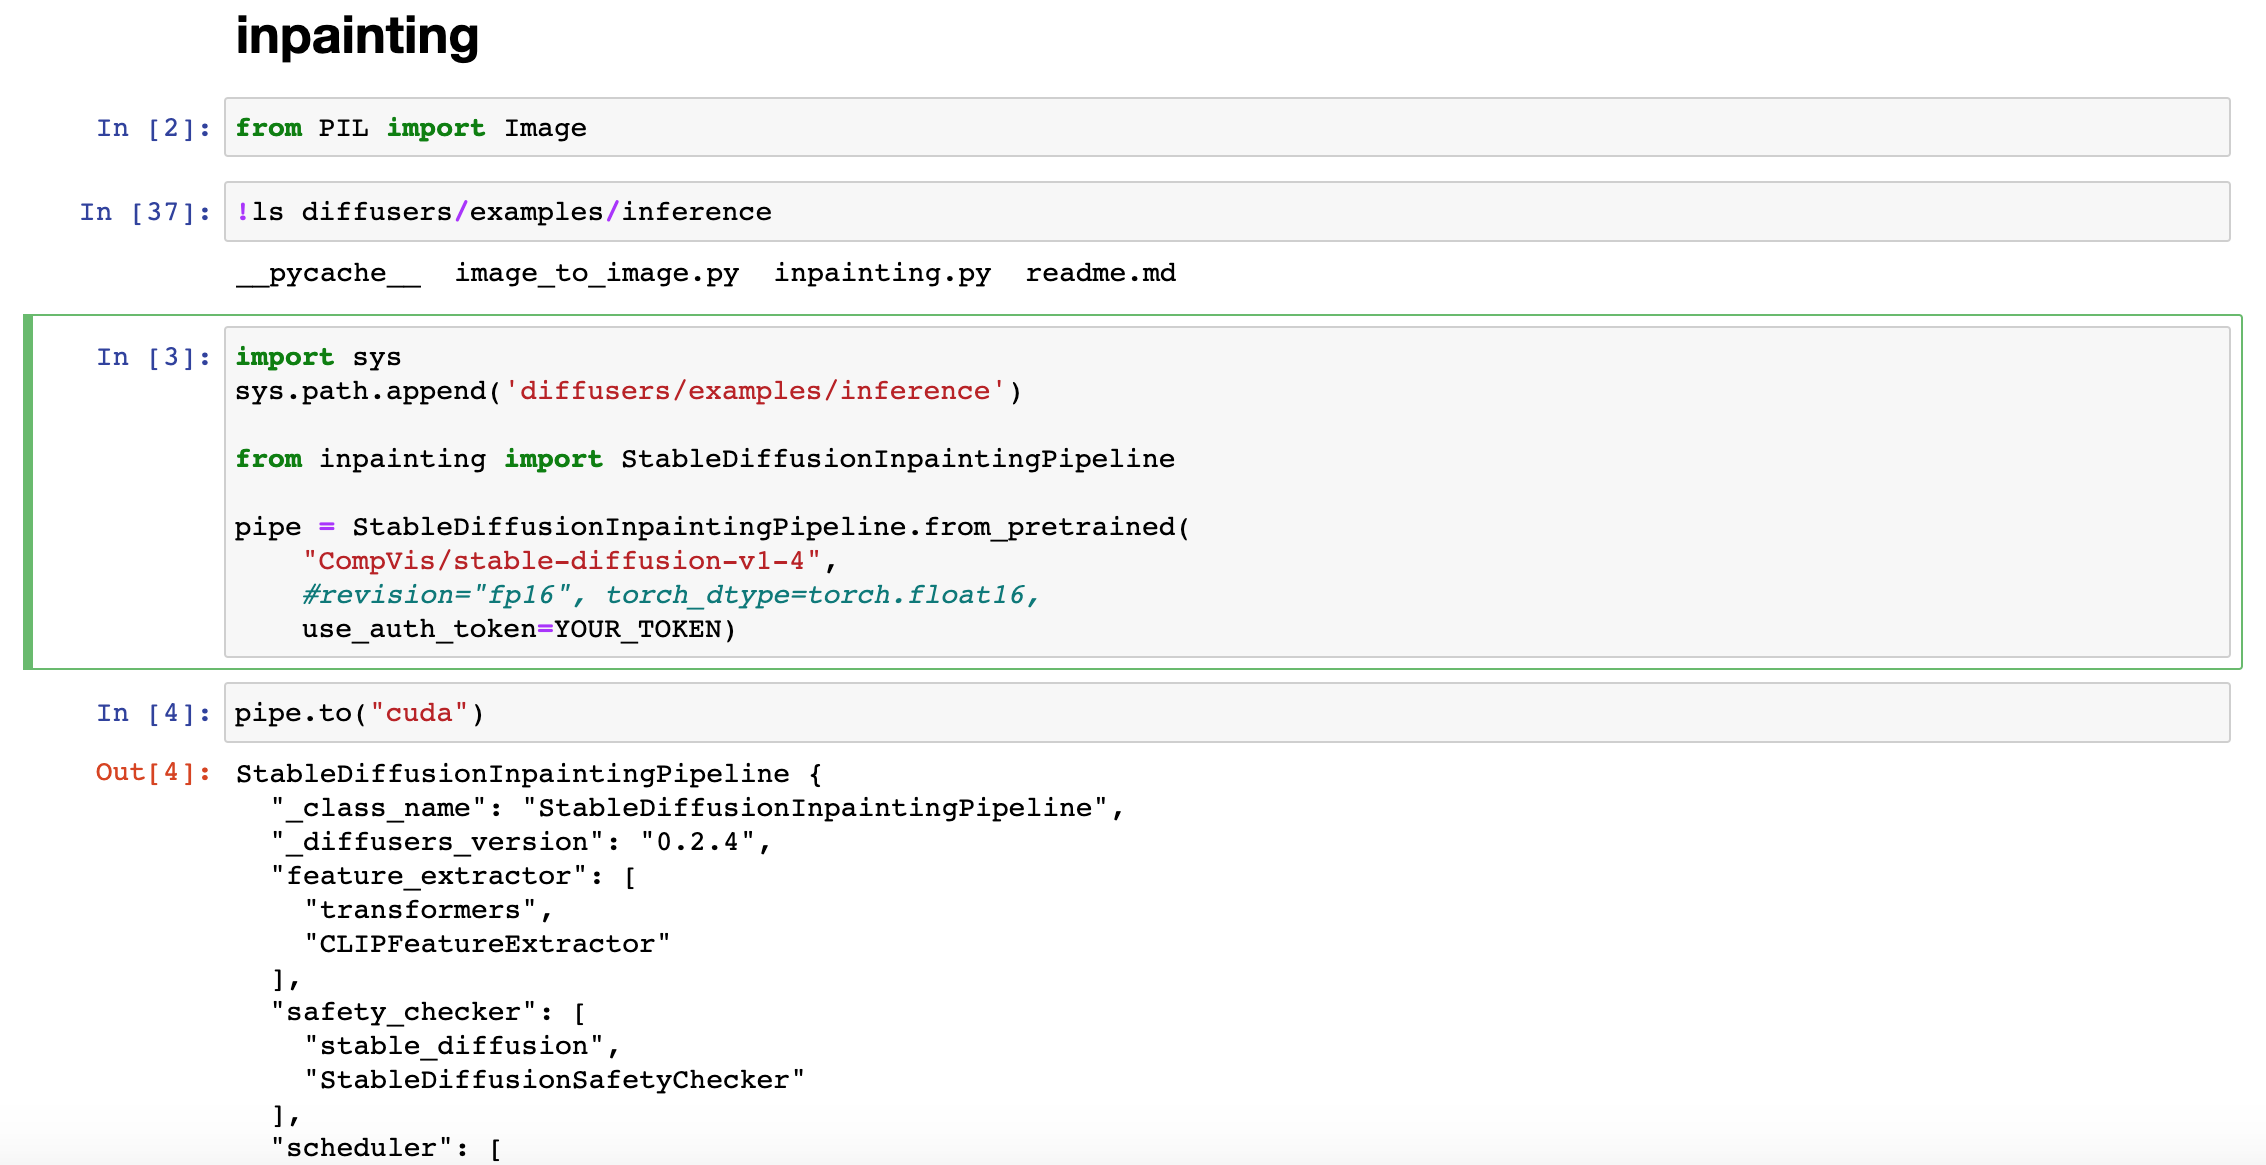 inpainting
In [2]: from PIL import Image
In [37]: !ls diffusers/examples/inference
__pycache__  image_to_image.py  inpainting.py  readme.md
In [3]: import sys
sys.path.append('diffusers/examples/inference')
from inpainting import StableDiffusionInpaintingPipeline
pipe = StableDiffusionInpaintingPipeline.from_pretrained(
    "CompVis/stable-diffusion-v1-4",
    #revision="fp16", torch_dtype=torch.float16,
    use_auth_token=YOUR_TOKEN)
In [4]: pipe.to("cuda")
Out[4]: StableDiffusionInpaintingPipeline {
  "_class_name": "StableDiffusionInpaintingPipeline",
  "_diffusers_version": "0.2.4",
  "feature_extractor": [
    "transformers",
    "CLIPFeatureExtractor"
  ],
  "safety_checker": [
    "stable_diffusion",
    "StableDiffusionSafetyChecker"
  ],
  "scheduler": [